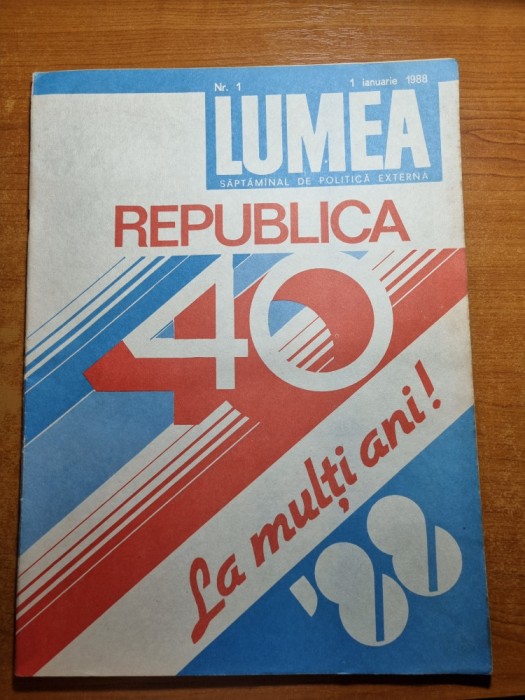 Nr. 1 1 ianuarie 1988
LUMEA
SĂPTĂMÎNAL DE POLITICĂ EXTERNĂ
REPUBLICA
40
La mulți ani!
'88